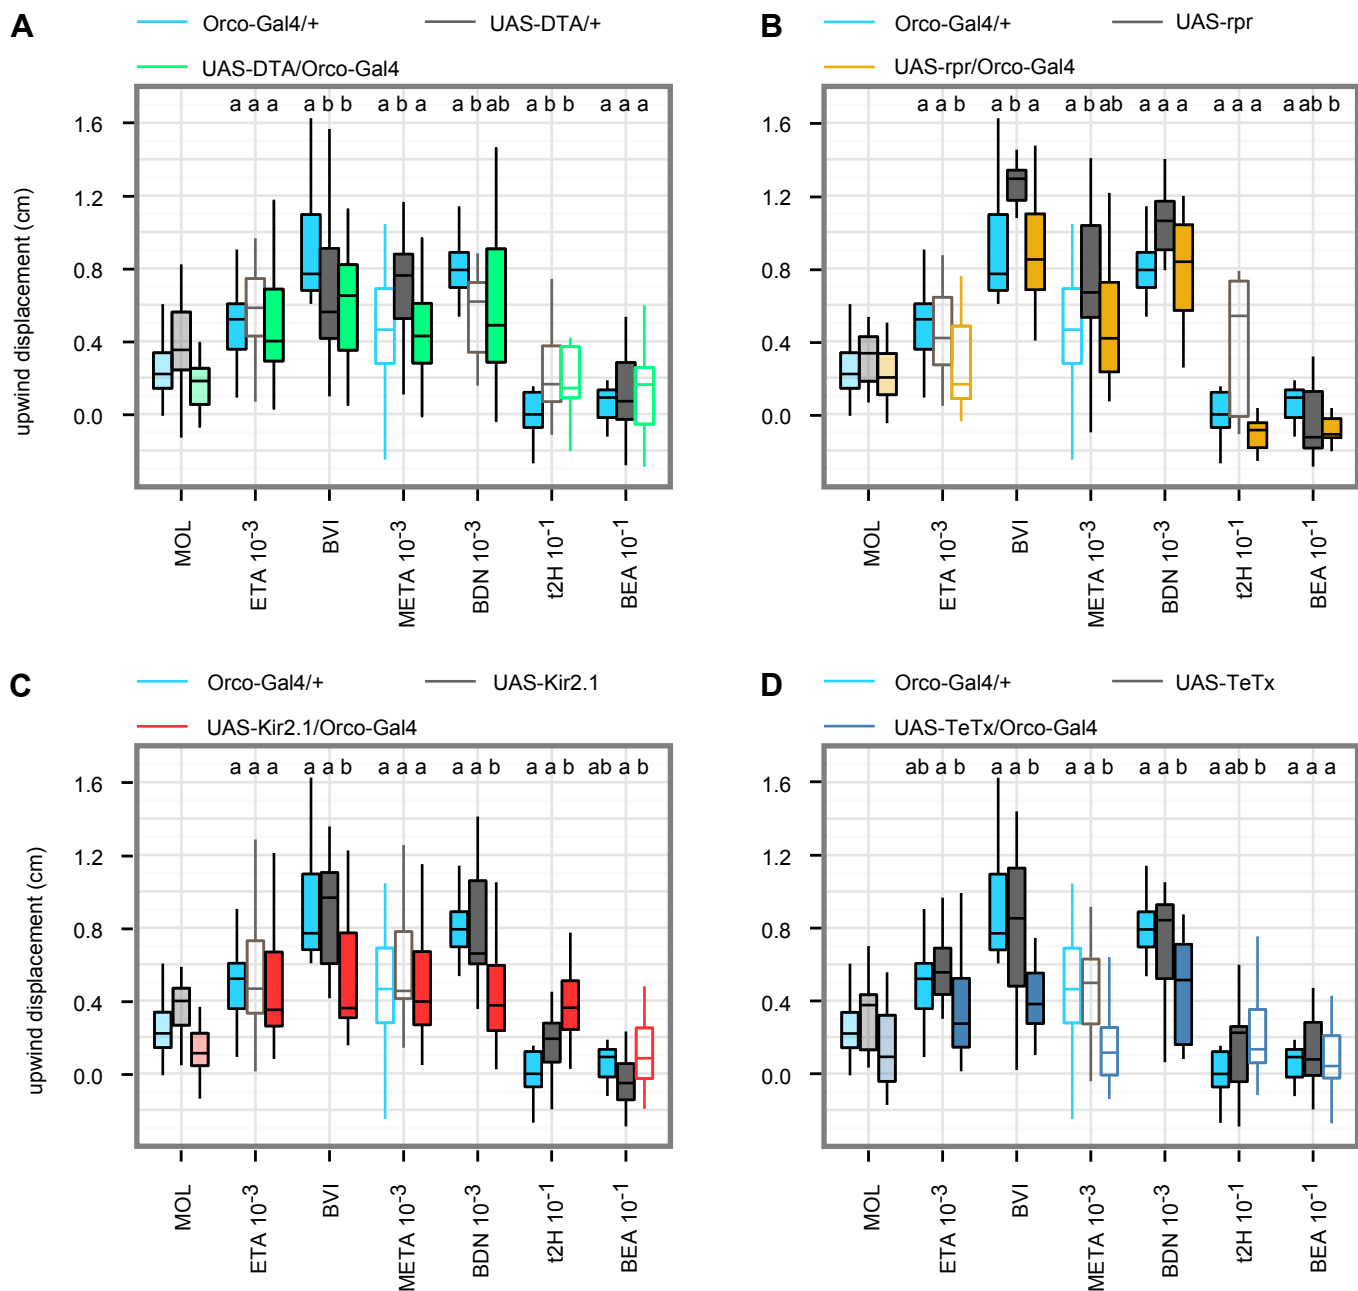 A
Orco-Gal4/+ UAS-DTA/+
UAS-DTA/Orco-Gal4
a a a a b b a b a a b ab a b b a a a
1.6
1.2
0.8
0.4
0.0
upwind displacement (cm)
MOL
ETA 10-3
BVI
META 10-3
BDN 10-3
t2H 10-1
BEA 10-1
B
Orco-Gal4/+ UAS-rpr
UAS-rpr/Orco-Gal4
a a b a b a a b ab a a a a a a a ab b
1.6
1.2
0.8
0.4
0.0
MOL
ETA 10-3
BVI
META 10-3
BDN 10-3
t2H 10-1
BEA 10-1
C
Orco-Gal4/+ UAS-Kir2.1
UAS-Kir2.1/Orco-Gal4
a a a a a b a a a a a b a a b ab a b
1.6
1.2
0.8
0.4
0.0
upwind displacement (cm)
MOL
ETA 10-3
BVI
META 10-3
BDN 10-3
t2H 10-1
BEA 10-1
D
Orco-Gal4/+ UAS-TeTx
UAS-TeTx/Orco-Gal4
ab a b a a b a a b a a b a ab b a a a
1.6
1.2
0.8
0.4
0.0
MOL
ETA 10-3
BVI
META 10-3
BDN 10-3
t2H 10-1
BEA 10-1